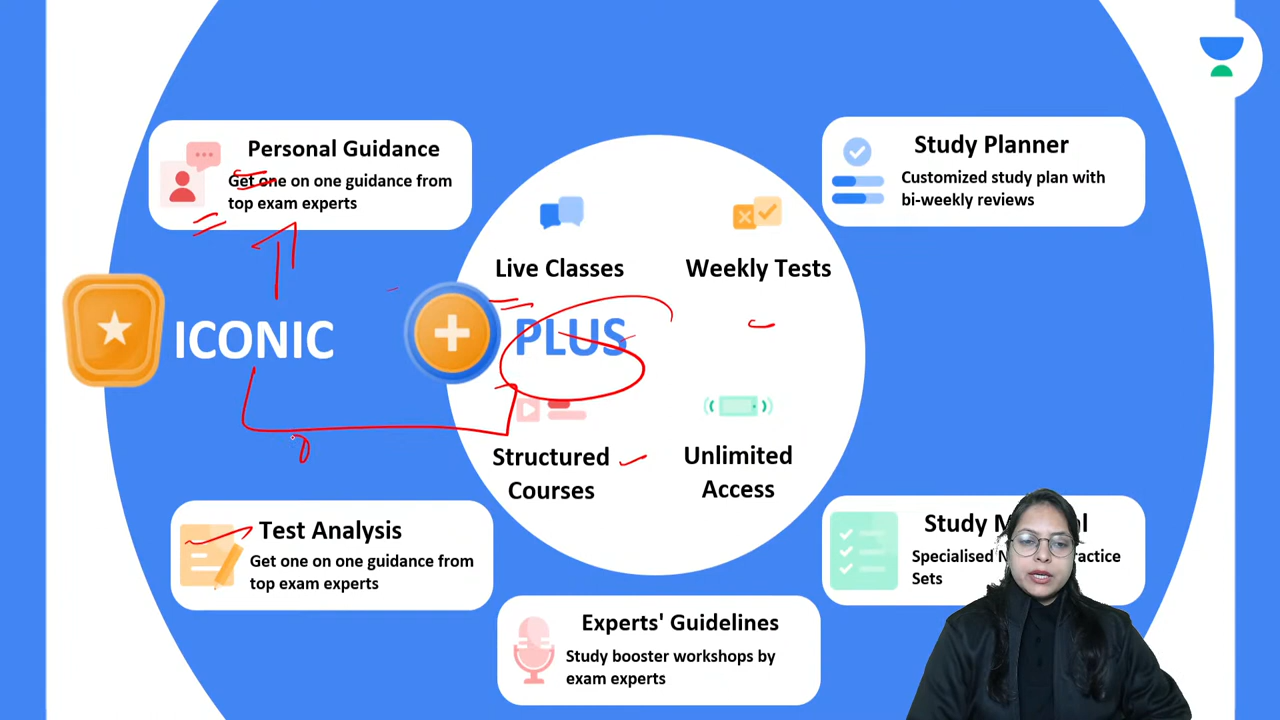 Personal Guidance
Get one on one guidance from
top exam experts
Study Planner
Customized study plan with
bi-weekly reviews
Live Classes
Weekly Tests
ICONIC
PLUS
Structured
Courses
Unlimited
Access
Test Analysis
Get one on one guidance from
top exam experts
Study
Specialised
Sets
Experts' Guidelines
Study booster workshops by
exam experts